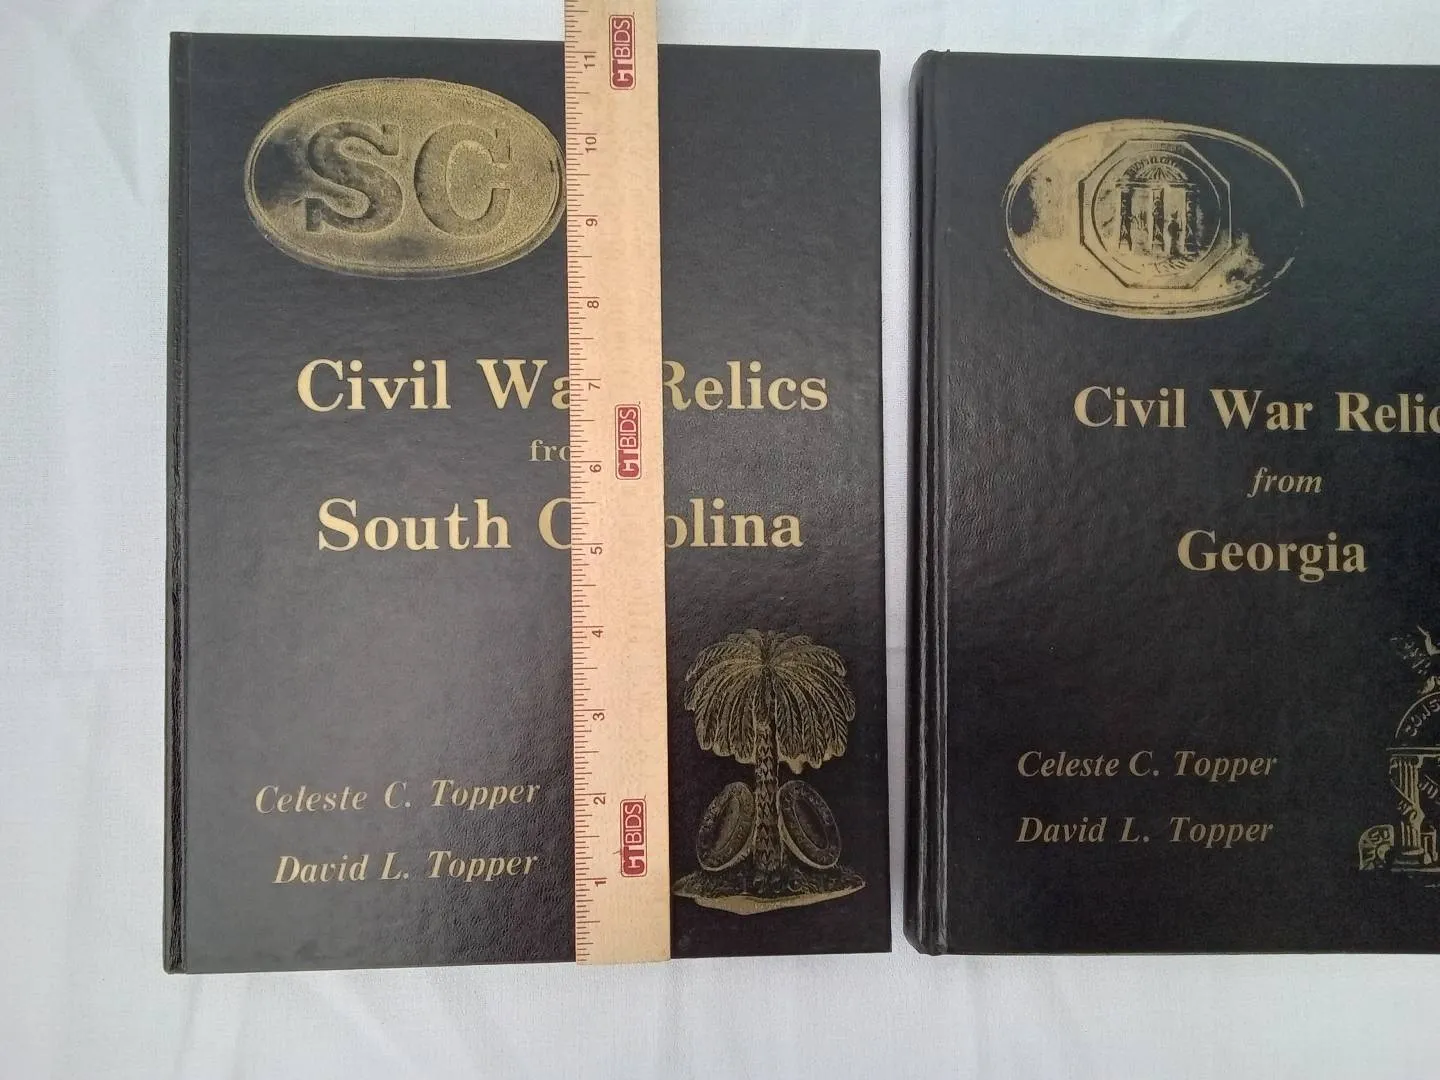 SC
Civil Wa Relics
fro
South C olina
Celeste C. Topper
David L. Topper
11
10
9
8
7
6
5
4
3
2
1
CTBIDS
CTBIDS
CTBIDS
Civil War Relic
from
Georgia
Celeste C. Topper
David L. Topper
CONS